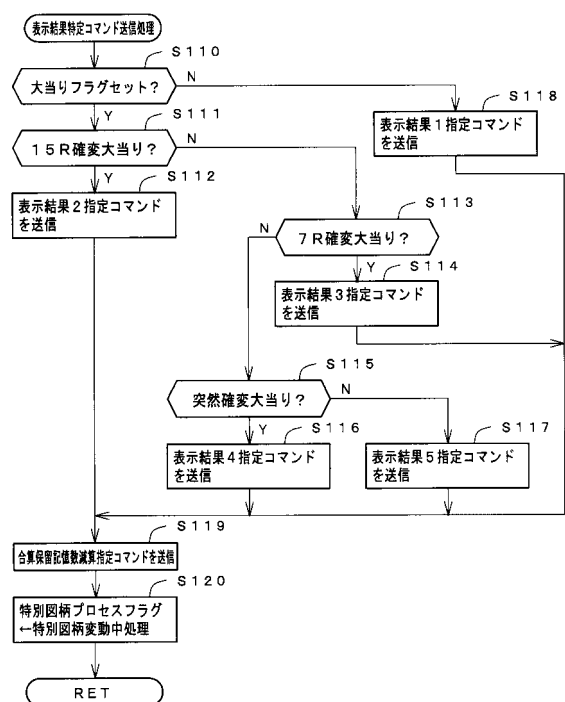 表示結果特定コマンド送信処理
S110
大当りフラグセット？
N
Y
S111
S118
表示結果1指定コマンド
を送信
15R確変大当り？
N
Y
S112
表示結果2指定コマンド
を送信
S113
N
7R確変大当り？
Y
S114
表示結果3指定コマンド
を送信
S115
突然確変大当り？
N
Y
S116
S117
表示結果4指定コマンド
を送信
表示結果5指定コマンド
を送信
S119
合算保留記憶数減算指定コマンドを送信
S120
特別図柄プロセスフラグ
←特別図柄変動中処理
RET